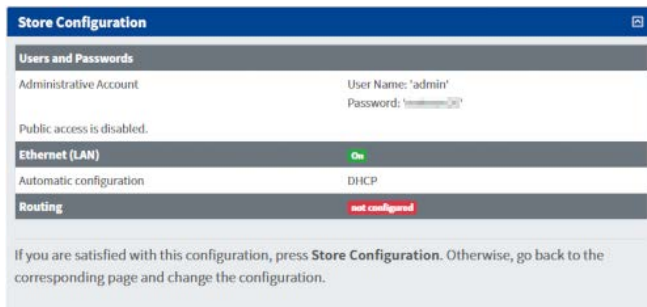 Store Configuration
Users and Passwords
Administrative Account User Name: 'admin'
Password: '
Public access is disabled.
Ethernet (LAN) On
Automatic configuration DHCP
Routing not configured
If you are satisfied with this configuration, press Store Configuration. Otherwise, go back to the
corresponding page and change the configuration.